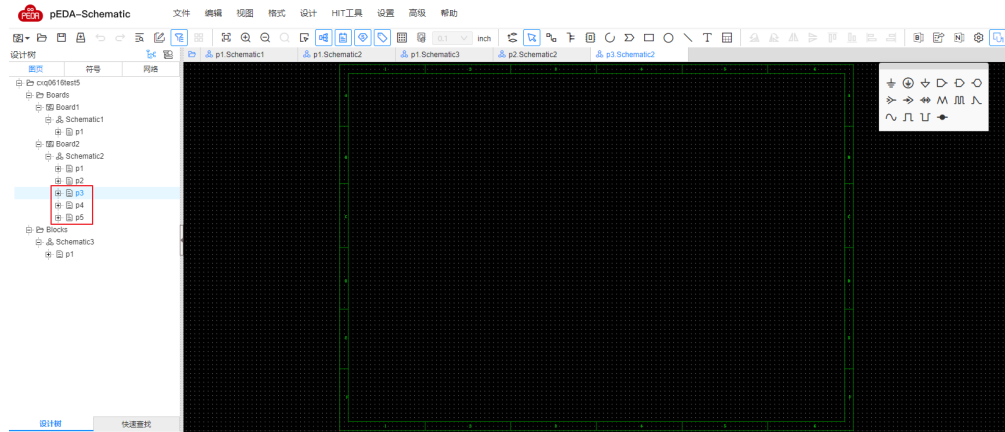 pEDA pEDA-Schematic 文件 编辑 视图 格式 设计 HIT工具 设置 高级 帮助
0.1 inch
设计树 p1.Schematic1 p1.Schematic2 p1.Schematic3 p2.Schematic2 p3.Schematic2
图页 符号 网络
cxq0616test5
Boards
Board1
Schematic1
p1
Board2
Schematic2
p1
p2
p3
p4
p5
Blocks
Schematic3
p1
设计树 快速查找